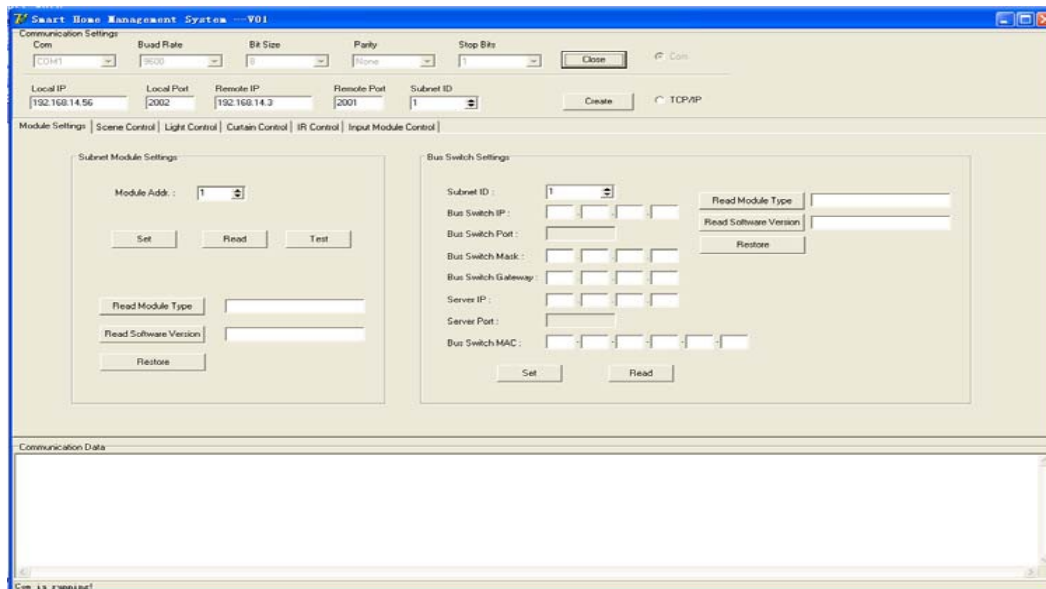 Smart Home Management System ---V01
Communication Settings
Com Buad Rate Bit Size Parity Stop Bits
COM1 9600 8 None 1 Close Com
Local IP Local Port Remote IP Remote Port Subnet ID
192.168.14.56 2002 192.168.14.3 2001 1 Create TCP/IP
Module Settings Scene Control Light Control Curtain Control IR Control Input Module Control
Subnet Module Settings
Module Addr. : 1
Set Read Test
Read Module Type
Read Software Version
Restore
Bus Switch Settings
Subnet ID : 1
Bus Switch IP :
Bus Switch Port :
Bus Switch Mask :
Bus Switch Gateway :
Server IP :
Server Port :
Bus Switch MAC :
Set Read
Read Module Type
Read Software Version
Restore
Communication Data
Com is running!